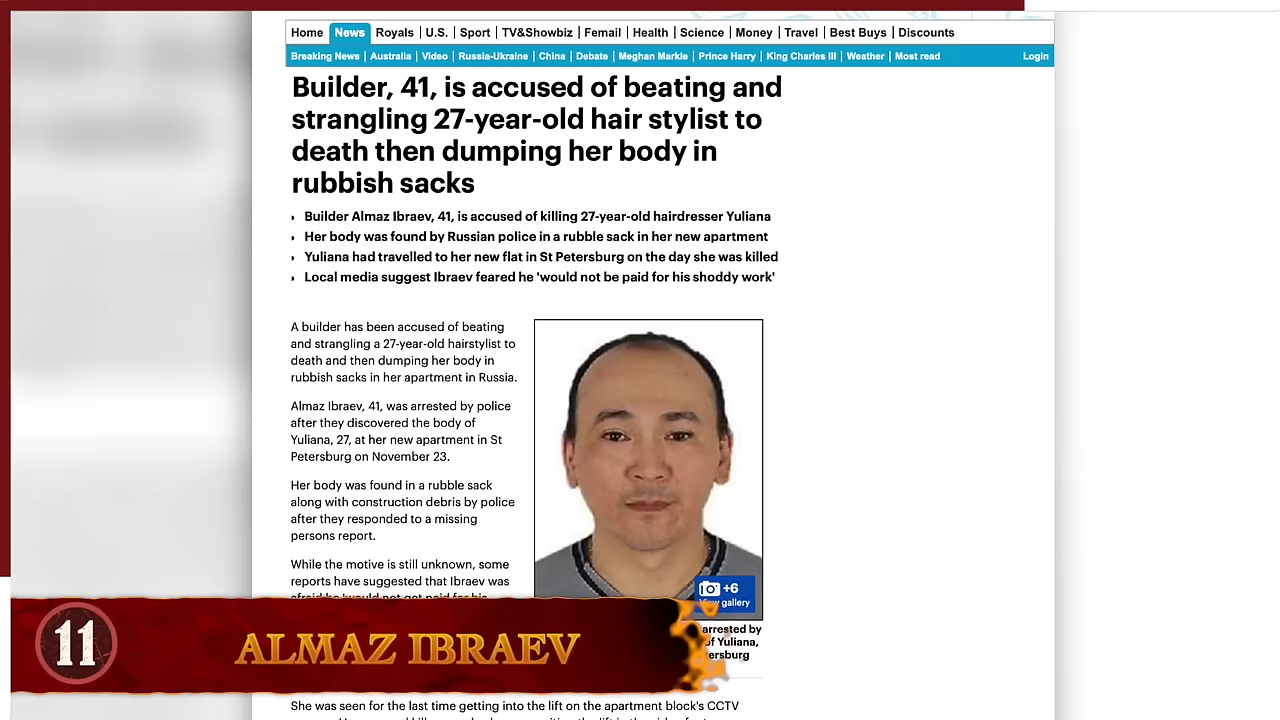 Home News Royals U.S. Sport TV&Showbiz Femail Health Science Money Travel Best Buys Discounts
Breaking News Australia Video Russia-Ukraine China Debate Meghan Markle Prince Harry King Charles III Weather Most read Login
Builder, 41, is accused of beating and
strangling 27-year-old hair stylist to
death then dumping her body in
rubbish sacks
Builder Almaz Ibraev, 41, is accused of killing 27-year-old hairdresser Yuliana
Her body was found by Russian police in a rubble sack in her new apartment
Yuliana had travelled to her new flat in St Petersburg on the day she was killed
Local media suggest Ibraev feared he 'would not be paid for his shoddy work'
A builder has been accused of beating
and strangling a 27-year-old hairstylist to
death and then dumping her body in
rubbish sacks in her apartment in Russia.
Almaz Ibraev, 41, was arrested by police
after they discovered the body of
Yuliana, 27, at her new apartment in St
Petersburg on November 23.
Her body was found in a rubble sack
along with construction debris by police
after they responded to a missing
persons report.
While the motive is still unknown, some
reports have suggested that Ibraev was
afraid he 'would not get paid for his
+6
View gallery
arrested by
of Yuliana,
ersburg
11 ALMAZ IBRAEV
She was seen for the last time getting into the lift on the apartment block's CCTV